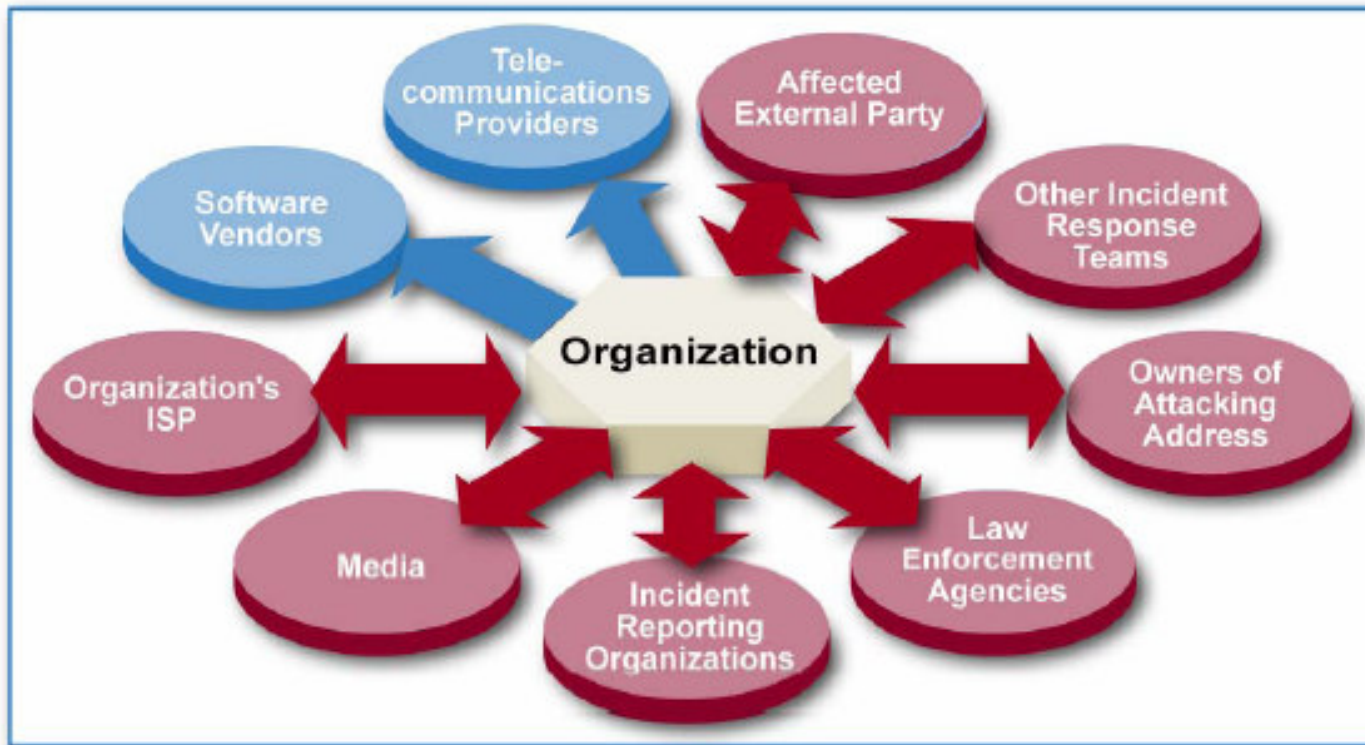 Tele-
communications
Providers
Affected
External Party
Software
Vendors
Other Incident
Response
Teams
Organization
Organization's
ISP
Owners of
Attacking
Address
Media
Incident
Reporting
Organizations
Law
Enforcement
Agencies